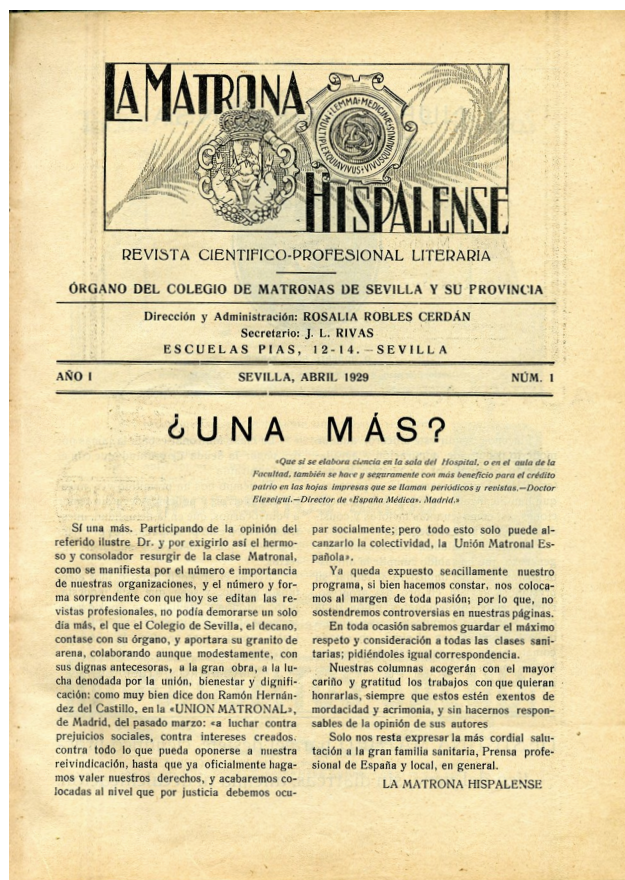 LA MATRONA
LEMMA MEDICINÆ
HISPALENSE
REVISTA CIENTIFICO-PROFESIONAL LITERARIA
ÓRGANO DEL COLEGIO DE MATRONAS DE SEVILLA Y SU PROVINCIA
Dirección y Administración: ROSALIA ROBLES CERDÁN
Secretario: J. L. RIVAS
ESCUELAS PIAS, 12-14.—SEVILLA
AÑO I SEVILLA, ABRIL 1929 NÚM. 1
¿UNA MÁS?
«Que si se elabora ciencia en la sala del Hospital, o en el aula de la
Facultad, también se hace y seguramente con más beneficio para el crédito
patrio en las hojas impresas que se llaman periódicos y revistas.—Doctor
Elezeigui.—Director de «España Médica». Madrid.»
Sí una más. Participando de la opinión del
referido ilustre Dr. y por exigirlo así el hermo-
so y consolador resurgir de la clase Matronal,
como se manifiesta por el número e importancia
de nuestras organizaciones, y el número y for-
ma sorprendente con que hoy se editan las re-
vistas profesionales, no podía demorarse un solo
día más, el que el Colegio de Sevilla, el decano,
contase con su órgano, y aportara su granito de
arena, colaborando aunque modestamente, con
sus dignas antecesoras, a la gran obra, a la lu-
cha denodada por la unión, bienestar y dignifi-
cación: como muy bien dice don Ramón Hernán-
dez del Castillo, en la «UNION MATRONAL»,
de Madrid, del pasado marzo: «a luchar contra
prejuicios sociales, contra intereses creados.
contra todo lo que pueda oponerse a nuestra
reivindicación, hasta que ya oficialmente haga-
mos valer nuestros derechos, y acabaremos co-
locadas al nivel que por justicia debemos ocu-
par socialmente; pero todo esto solo puede al-
canzarlo la colectividad, la Unión Matronal Es-
pañola».
Ya queda expuesto sencillamente nuestro
programa, si bien hacemos constar, nos coloca-
mos al margen de toda pasión; por lo que, no
sostendremos controversias en nuestras páginas.
En toda ocasión sabremos guardar el máximo
respeto y consideración a todas las clases sani-
tarias; pidiéndoles igual correspondencia.
Nuestras columnas acogerán con el mayor
cariño y gratitud los trabajos con que quieran
honrarlas, siempre que estos estén exentos de
mordacidad y acrimonia, y sin hacernos respon-
sables de la opinión de sus autores
Solo nos resta expresar la más cordial salu-
tación a la gran familia sanitaria, Prensa profe-
sional de España y local, en general.
LA MATRONA HISPALENSE